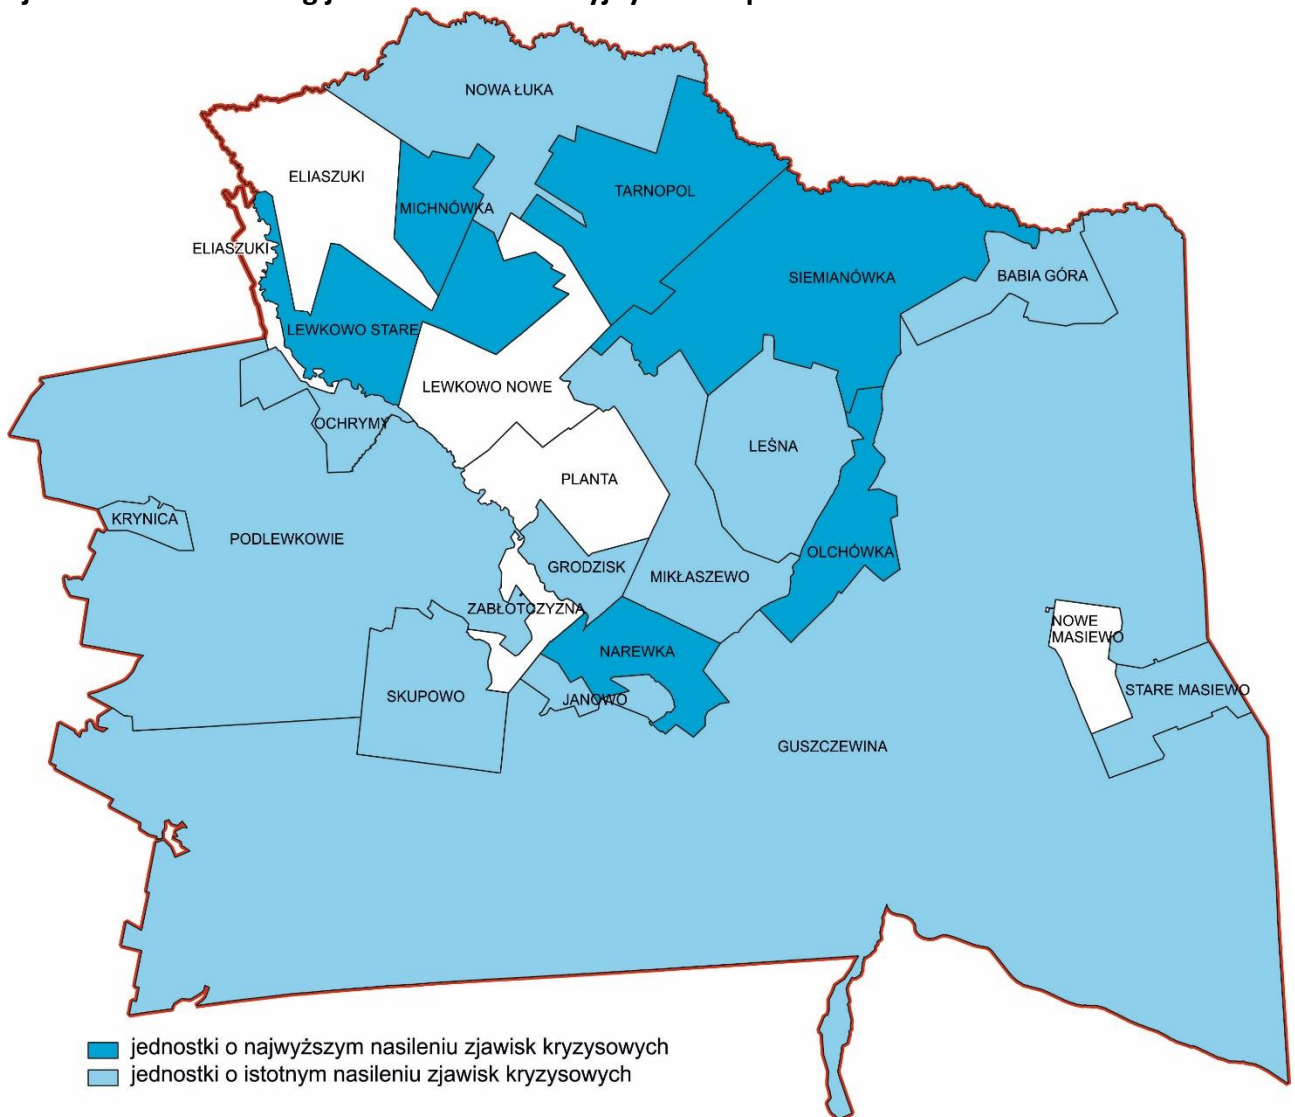 NOWA ŁUKA
ELIASZUKI
TARNOPOL
MICHNÓWKA
ELIASZUKI
SIEMIANÓWKA
BABIA GÓRA
LEWKOWO STARE
LEWKOWO NOWE
OCHRYMY
LEŚNA
PLANTA
KRYNICA
PODLEWKOWIE
OLCHÓWKA
GRODZISK
MIKŁASZEWO
ZABŁOTCZYZNA
NOWE
MASIEWO
NAREWKA
STARE MASIEWO
SKUPOWO
JANOWO
GUSZCZEWINA
jednostki o najwyższym nasileniu zjawisk kryzysowych
jednostki o istotnym nasileniu zjawisk kryzysowych